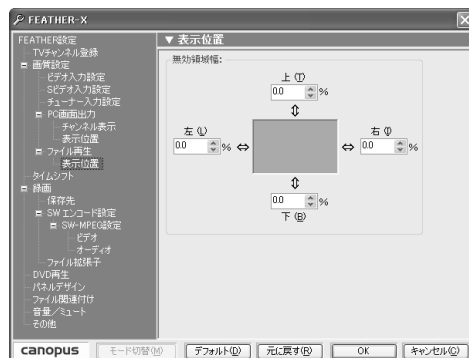 FEATHER-X
FEATHER設定
TVチャンネル登録
画質設定
ビデオ入力設定
Sビデオ入力設定
チューナー入力設定
PC画面出力
チャンネル表示
表示位置
ファイル再生
表示位置
タイムシフト
録画
保存先
SWエンコード設定
SW-MPEG設定
ビデオ
オーディオ
ファイル拡張子
DVD再生
パネルデザイン
ファイル関連付け
音量／ミュート
その他
▼ 表示位置
無効領域幅:
上(T)
0.0 %
左(L)
0.0 %
右(I)
0.0 %
0.0 %
下(B)
canopus
モード切替(M) デフォルト(D) 元に戻す(R) OK キャンセル(C)